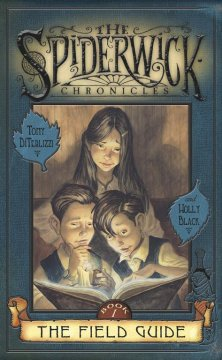 THE
SPIDERWICK
CHRONICLES
TONY
DITERLIZZI
and
HOLLY
BLACK
BOOK
1
THE FIELD GUIDE